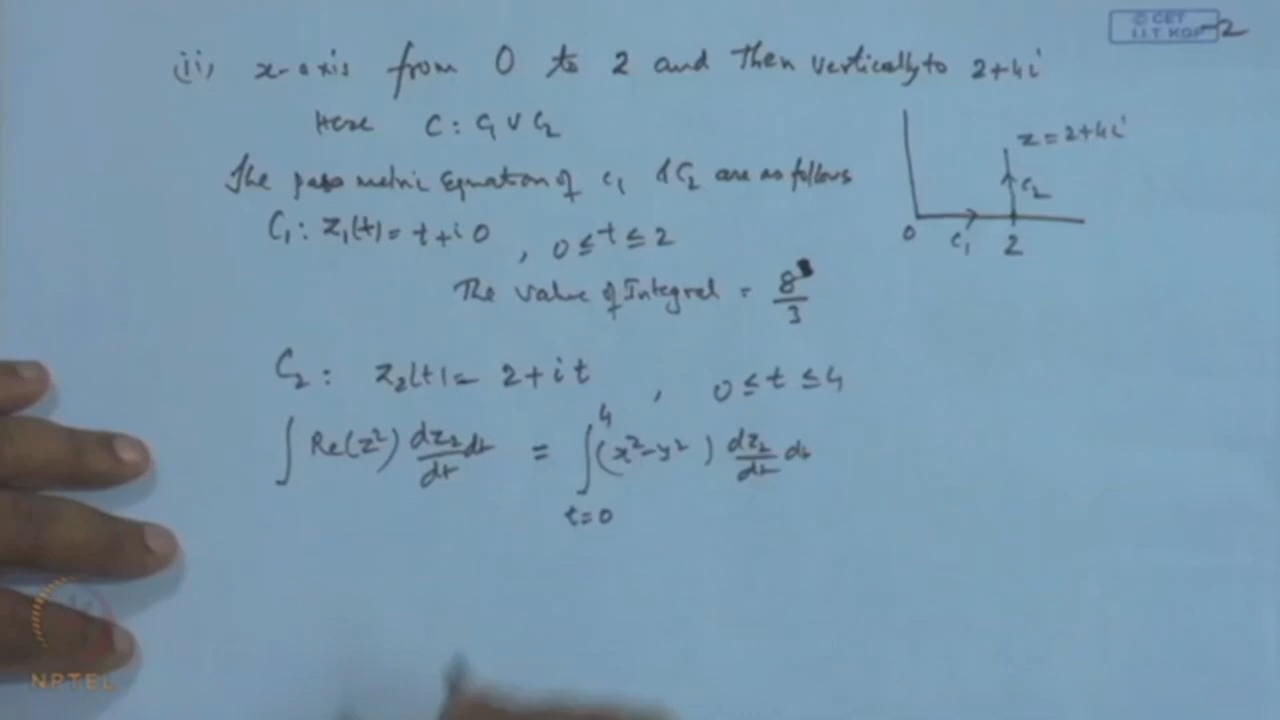 © CET
I.I.T KGP -2
(ii) x-axis from 0 to 2 and then vertically to 2+4i
Here C: C₁ ∪ C₂
The parametric Equation of C₁ & C₂ are as follows
C₁: z₁(t) = t + i 0 , 0 ≤ t ≤ 2
The value of Integral = 8/3
z = 2+4i
C₂
0 C₁ 2
C₂: z₂(t) = 2 + i t , 0 ≤ t ≤ 4
∫ Re(z²) dz₂/dt dt = ∫_{t=0}^{4} (x² - y²) dz₂/dt dt
NPTEL